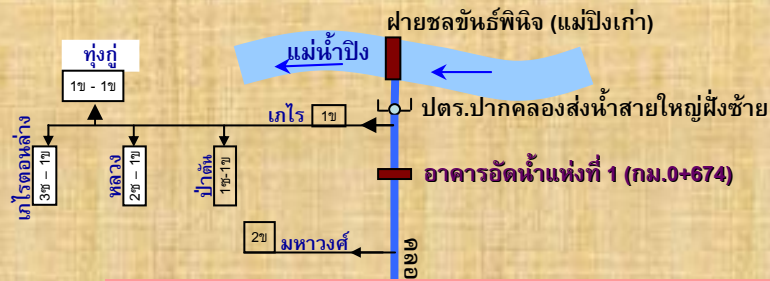 ฝายชลขันธ์พินิจ (แม่ปิงเก่า)
ทุ่งกู่
แม่น้ำปิง
1ข - 1ข
ปตร.ปากคลองส่งน้ำสายใหญ่ฝั่งซ้าย
เภไร
1ข
เภไรตอนล่าง
3ซ – 1ข
หลวง
2ซ – 1ข
ป่าต้น
1ซ-1ข
อาคารอัดน้ำแห่งที่ 1 (กม.0+674)
2ข
มหาวงศ์
คลอ